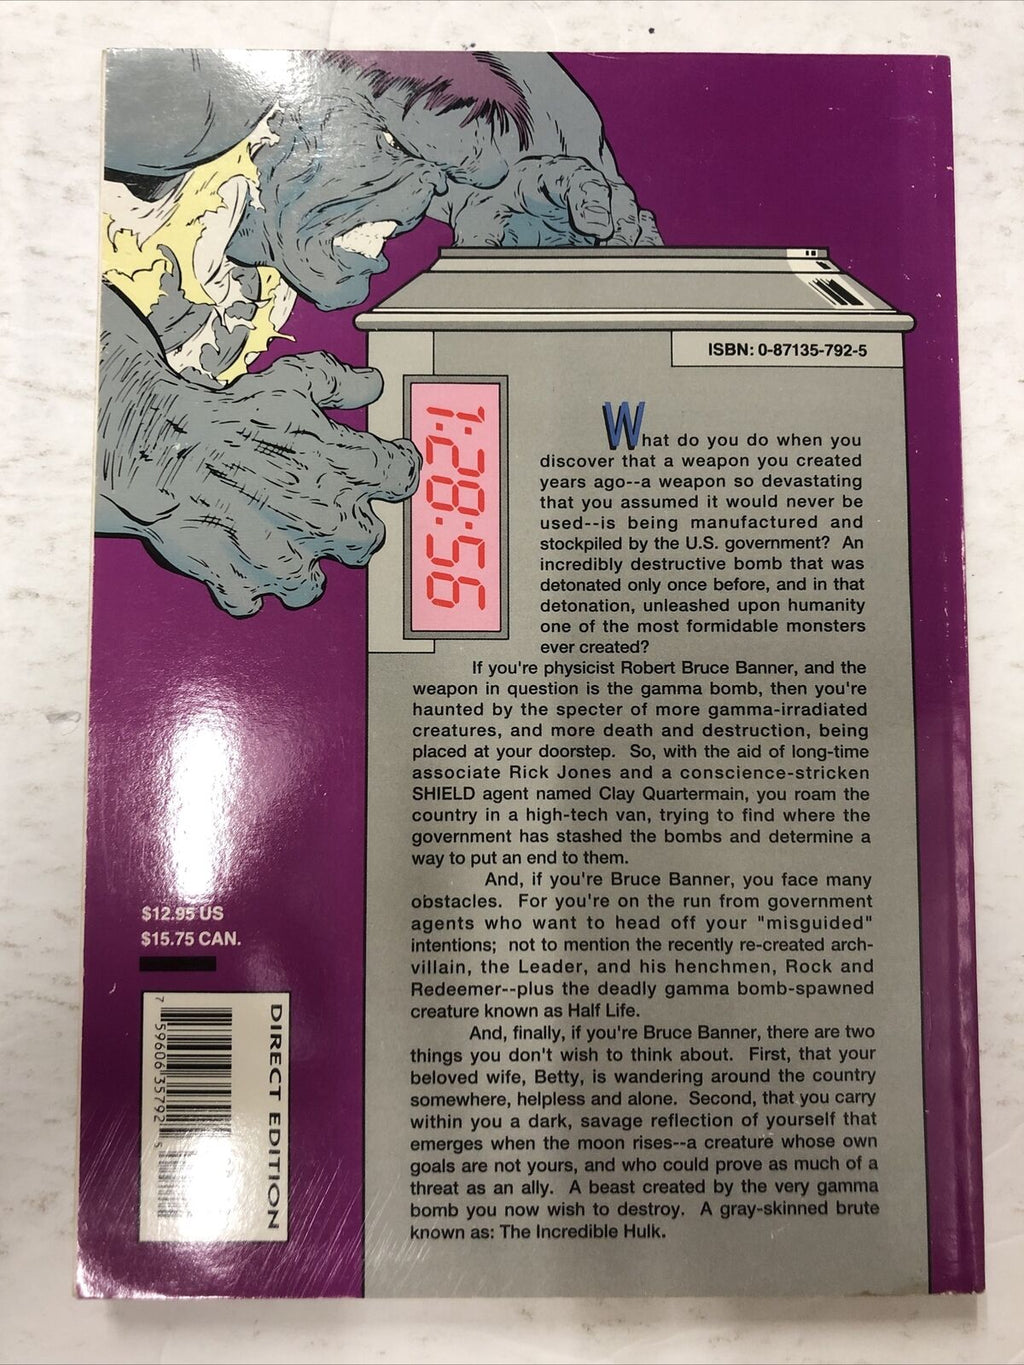 ISBN: 0-87135-792-5
1:28:56
What do you do when you
discover that a weapon you created
years ago--a weapon so devastating
that you assumed it would never be
used--is being manufactured and
stockpiled by the U.S. government? An
incredibly destructive bomb that was
detonated only once before, and in that
detonation, unleashed upon humanity
one of the most formidable monsters
ever created?
If you're physicist Robert Bruce Banner, and the
weapon in question is the gamma bomb, then you're
haunted by the specter of more gamma-irradiated
creatures, and more death and destruction, being
placed at your doorstep. So, with the aid of long-time
associate Rick Jones and a conscience-stricken
SHIELD agent named Clay Quartermain, you roam the
country in a high-tech van, trying to find where the
government has stashed the bombs and determine a
way to put an end to them.
And, if you're Bruce Banner, you face many
obstacles. For you're on the run from government
agents who want to head off your "misguided"
intentions; not to mention the recently re-created arch-
villain, the Leader, and his henchmen, Rock and
Redeemer--plus the deadly gamma bomb-spawned
creature known as Half Life.
And, finally, if you're Bruce Banner, there are two
things you don't wish to think about. First, that your
beloved wife, Betty, is wandering around the country
somewhere, helpless and alone. Second, that you carry
within you a dark, savage reflection of yourself that
emerges when the moon rises--a creature whose own
goals are not yours, and who could prove as much of a
threat as an ally. A beast created by the very gamma
bomb you now wish to destroy. A gray-skinned brute
known as: The Incredible Hulk.
$12.95 US
$15.75 CAN.
DIRECT EDITION
7 59606 35792 5